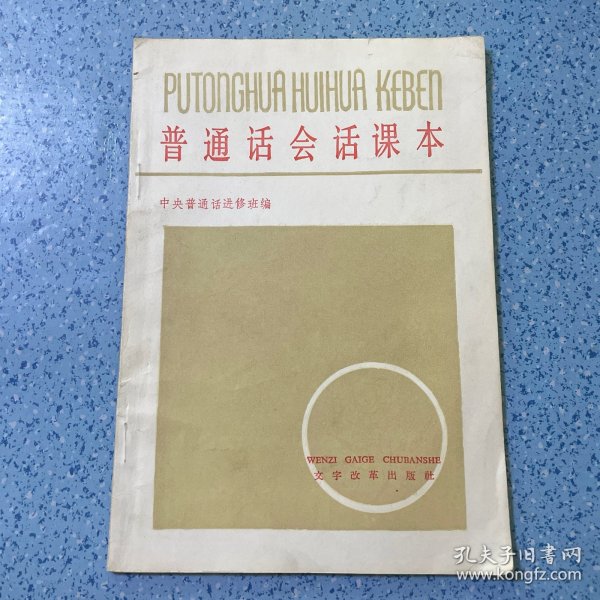 PUTONGHUA HUIHUA KEBEN
普通话会话课本
中央普通话进修班编
WENZI GAIGE CHUBANSHE
文字改革出版社
孔夫子旧书网
www.kongfz.com